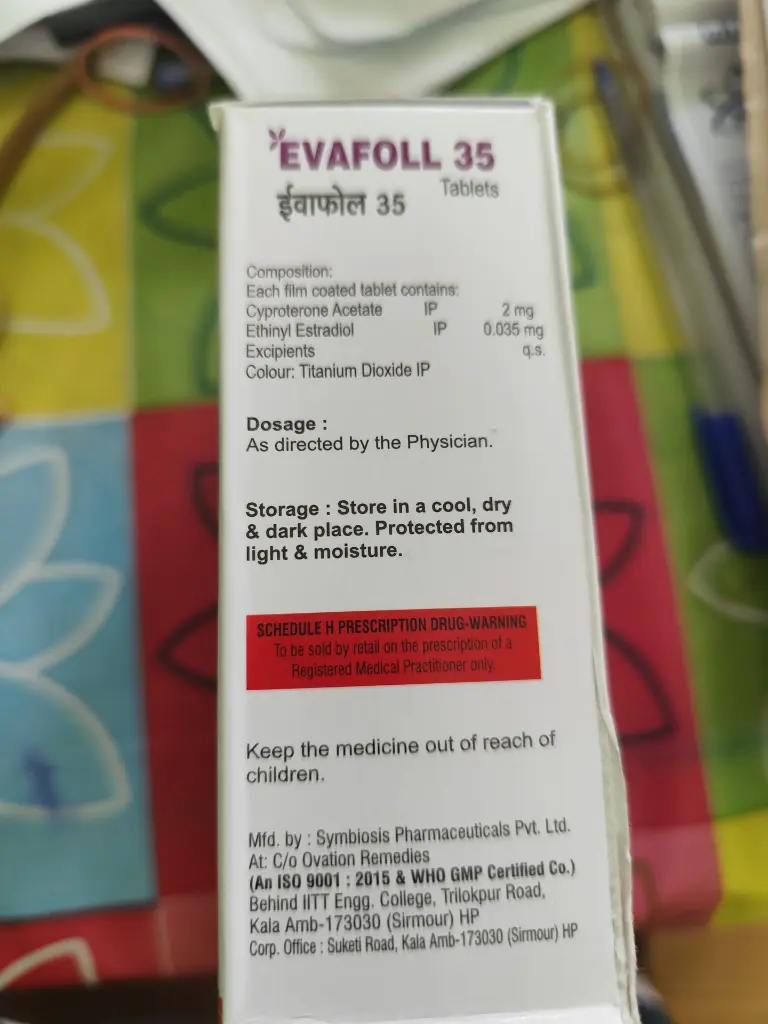 EVAFOLL 35
Tablets
ईवाफोल 35
Composition:
Each film coated tablet contains:
Cyproterone Acetate IP 2 mg
Ethinyl Estradiol IP 0.035 mg
Excipients q.s.
Colour: Titanium Dioxide IP
Dosage :
As directed by the Physician.
Storage : Store in a cool, dry
& dark place. Protected from
light & moisture.
SCHEDULE H PRESCRIPTION DRUG-WARNING
To be sold by retail on the prescription of a
Registered Medical Practitioner only.
Keep the medicine out of reach of
children.
Mfd. by : Symbiosis Pharmaceuticals Pvt. Ltd.
At: C/o Ovation Remedies
(An ISO 9001 : 2015 & WHO GMP Certified Co.)
Behind IITT Engg. College, Trilokpur Road,
Kala Amb-173030 (Sirmour) HP
Corp. Office : Suketi Road, Kala Amb-173030 (Sirmour) HP